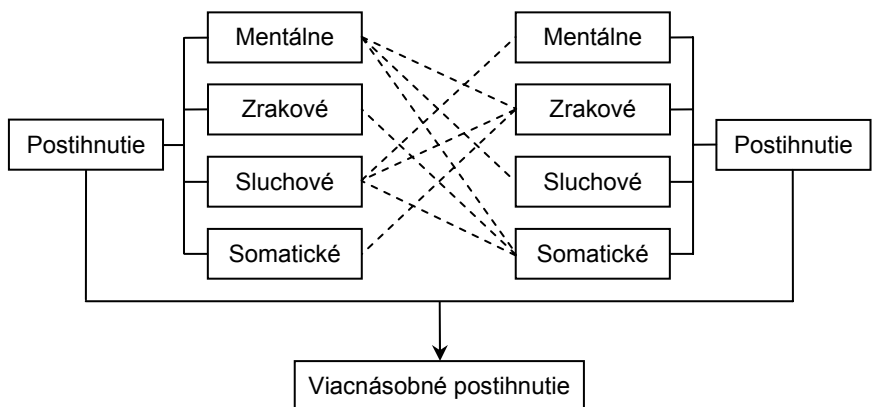 Mentálne
Mentálne
Zrakové
Zrakové
Postihnutie
Postihnutie
Sluchové
Sluchové
Somatické
Somatické
Viacnásobné postihnutie